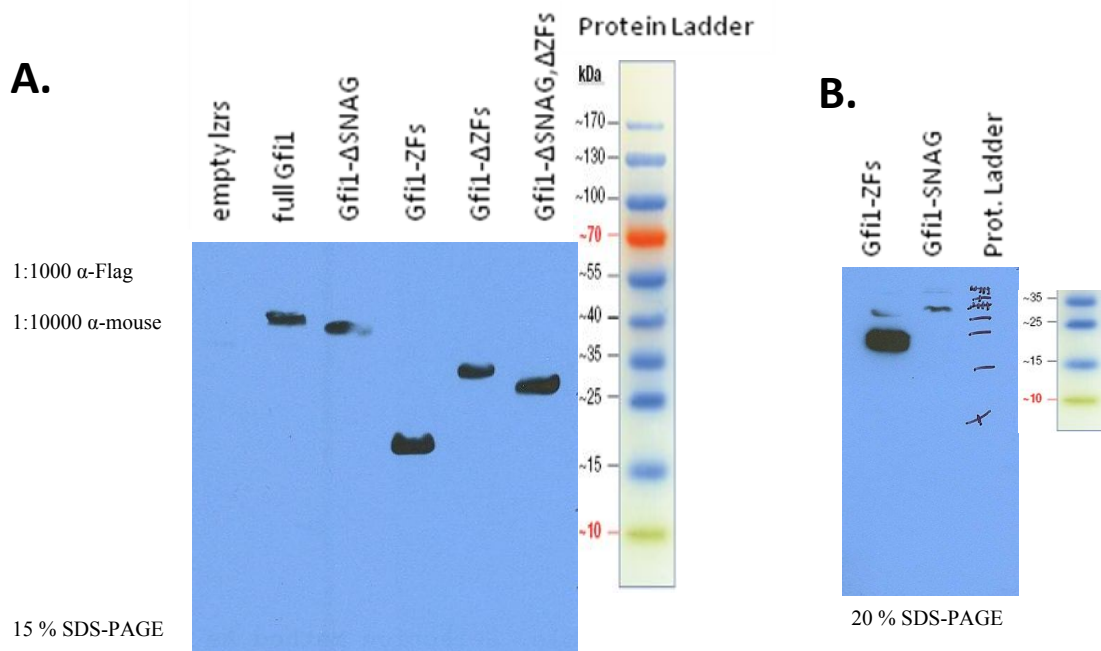 A.
empty lzrs
full Gfi1
Gfi1-ΔSNAG
Gfi1-ZFs
Gfi1-ΔZFs
Gfi1-ΔSNAG,ΔZFs
Protein Ladder
kDa
~170
~130
~100
~70
~55
~40
~35
~25
~15
~10
1:1000 α-Flag
1:10000 α-mouse
15 % SDS-PAGE
B.
Gfi1-ZFs
Gfi1-SNAG
Prot. Ladder
~35
~25
~15
~10
20 % SDS-PAGE